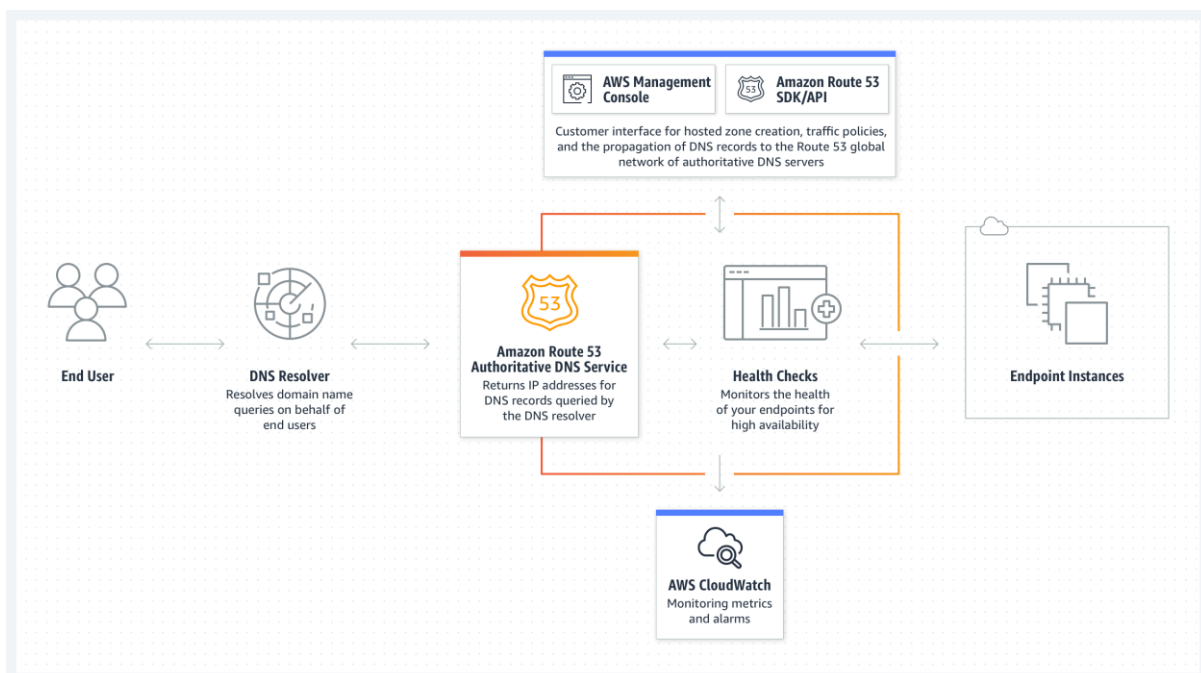 AWS Management
Console
Amazon Route 53
SDK/API
53
Customer interface for hosted zone creation, traffic policies,
and the propagation of DNS records to the Route 53 global
network of authoritative DNS servers
End User
DNS Resolver
Resolves domain name
queries on behalf of
end users
53
Amazon Route 53
Authoritative DNS Service
Returns IP addresses for
DNS records queried by
the DNS resolver
Health Checks
Monitors the health
of your endpoints for
high availability
Endpoint Instances
AWS CloudWatch
Monitoring metrics
and alarms